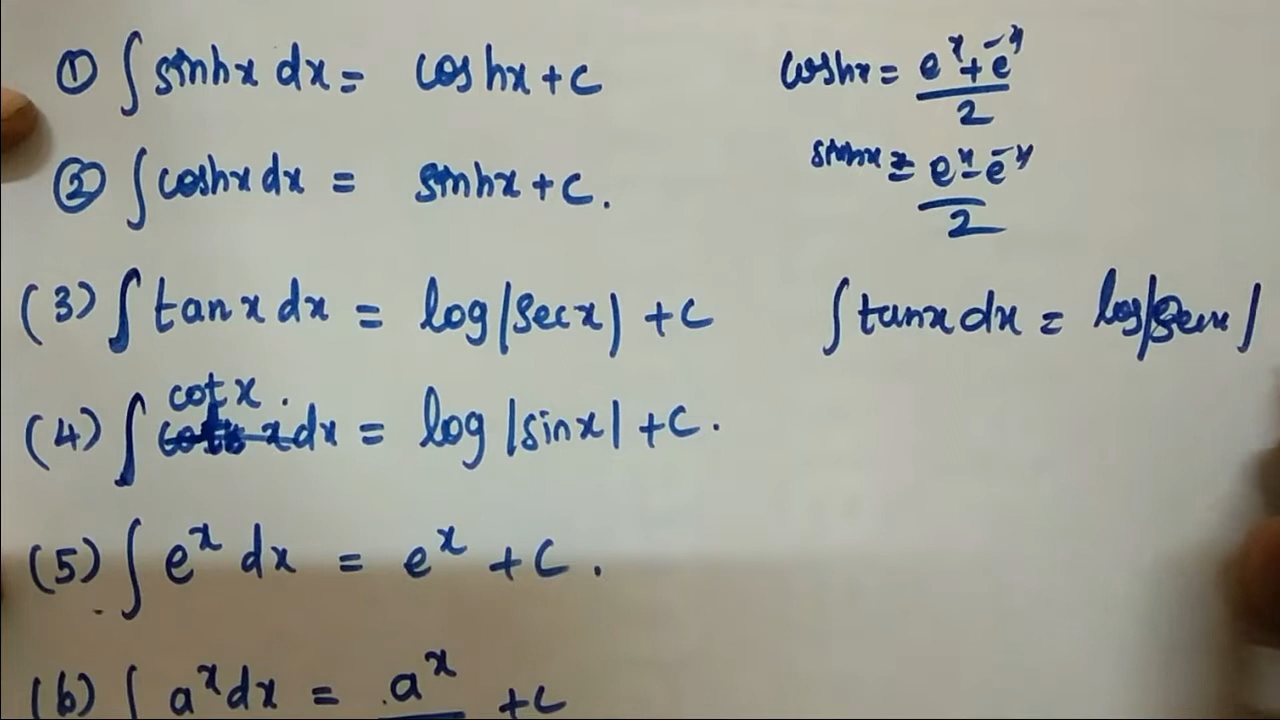 ① ∫ sinhx dx = coshx + c
coshx = (e^x + e^-x)/2
② ∫ coshx dx = sinhx + c.
sinhx = (e^x - e^-x)/2
(3) ∫ tan x dx = log |sec x| + c
∫ tanx dx = log |secx|
(4) ∫ cot x . dx = log |sinx| + c.
(5) ∫ e^x dx = e^x + c.
(6) ∫ a^x dx = a^x + c